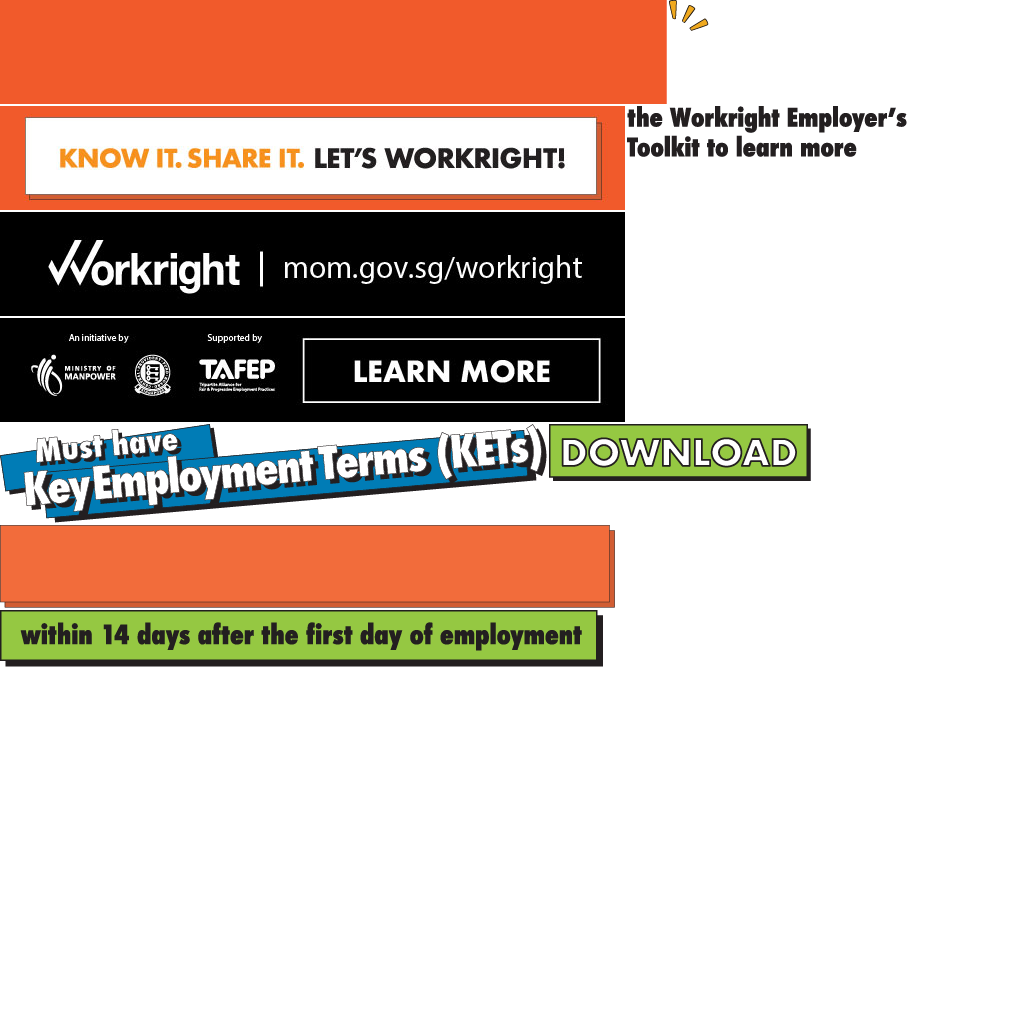 the Workright Employer's
Toolkit to learn more
KNOW IT. SHARE IT. LET'S WORKRIGHT!
Workright | mom.gov.sg/workright
An initiative by
Supported by
MINISTRY OF
MANPOWER
TAFEP
Tripartite Alliance for
Fair & Progressive Employment Practices
LEARN MORE
Must have
Key Employment Terms (KETs)
DOWNLOAD
within 14 days after the first day of employment